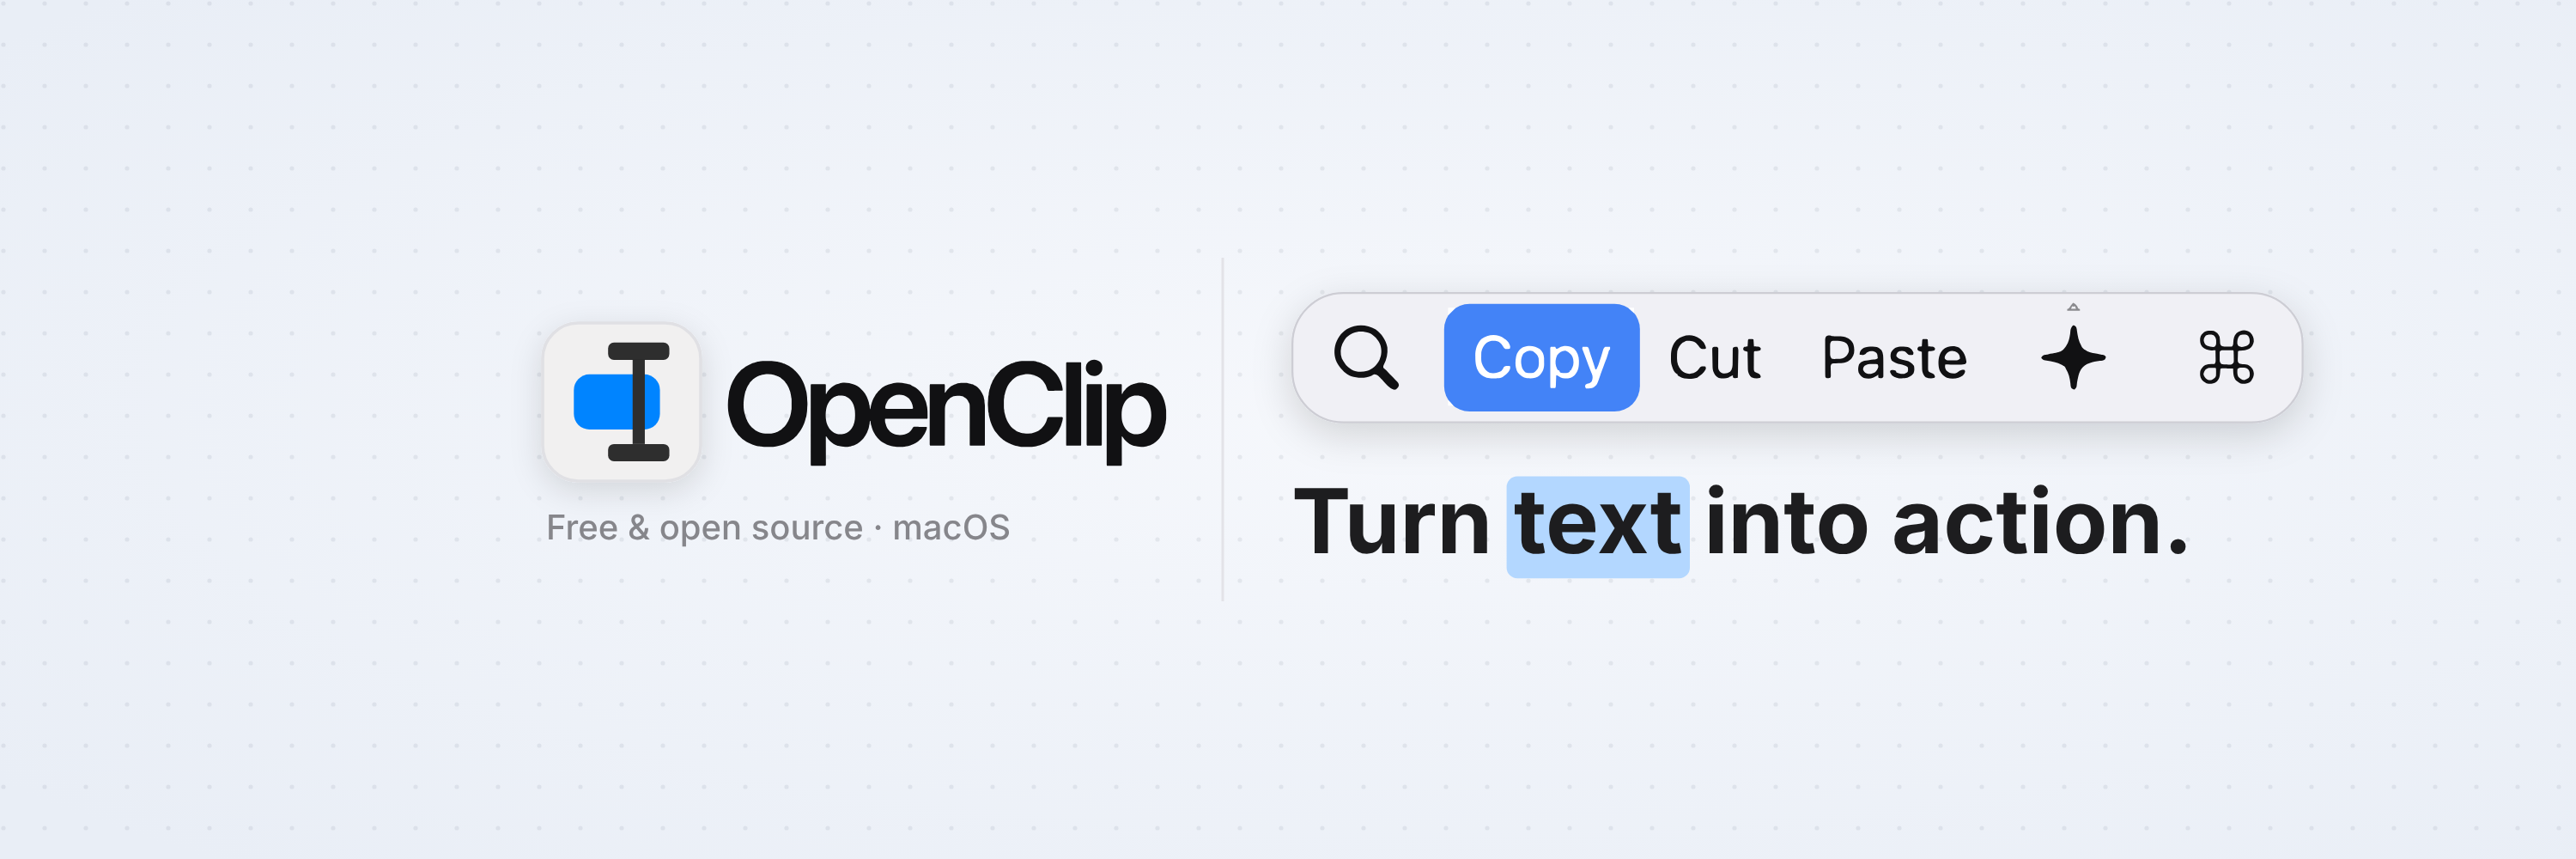 OpenClip
Free & open source · macOS
Copy Cut Paste
Turn text into action.